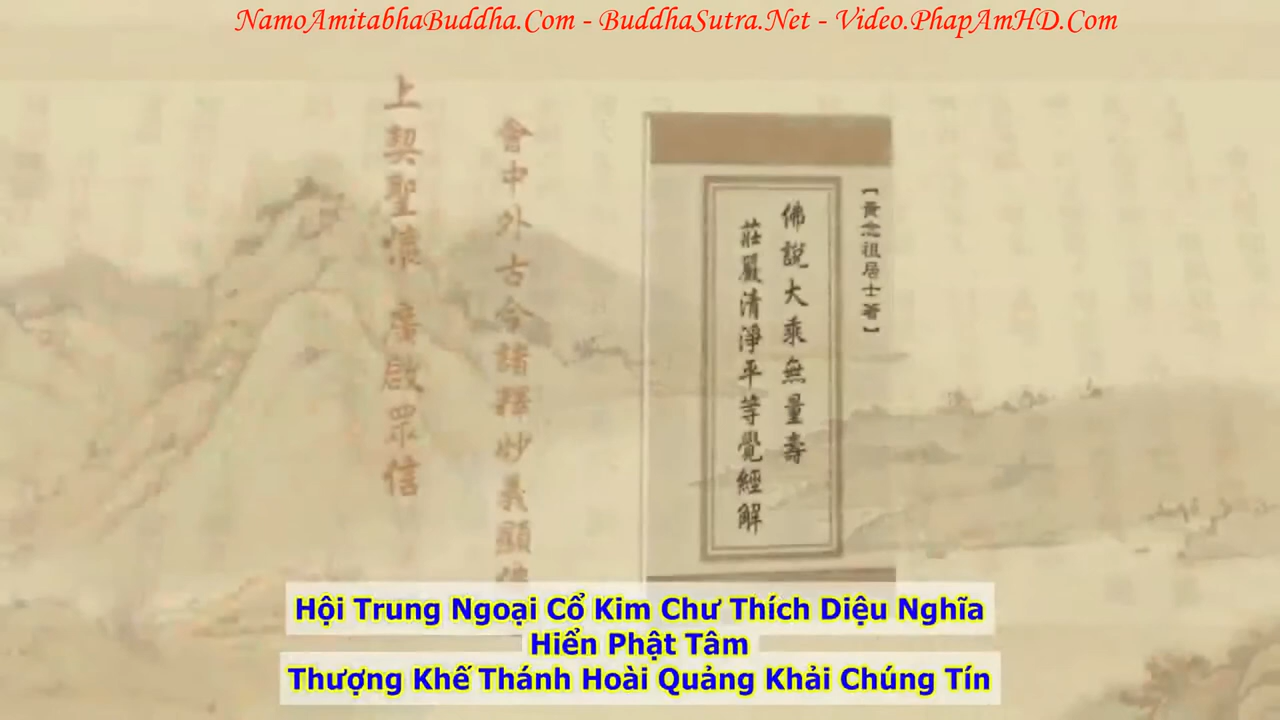 NamoAmitabhaBuddha.Com - BuddhaSutra.Net - Video.PhapAmHD.Com
【黃念祖居士著】
佛說大乘無量壽
莊嚴清淨平等覺經解
會中外古今諸釋妙義顯佛
上契聖懷 廣啟眾信
Hội Trung Ngoại Cổ Kim Chư Thích Diệu Nghĩa
Hiển Phật Tâm
Thượng Khế Thánh Hoài Quảng Khải Chúng Tín